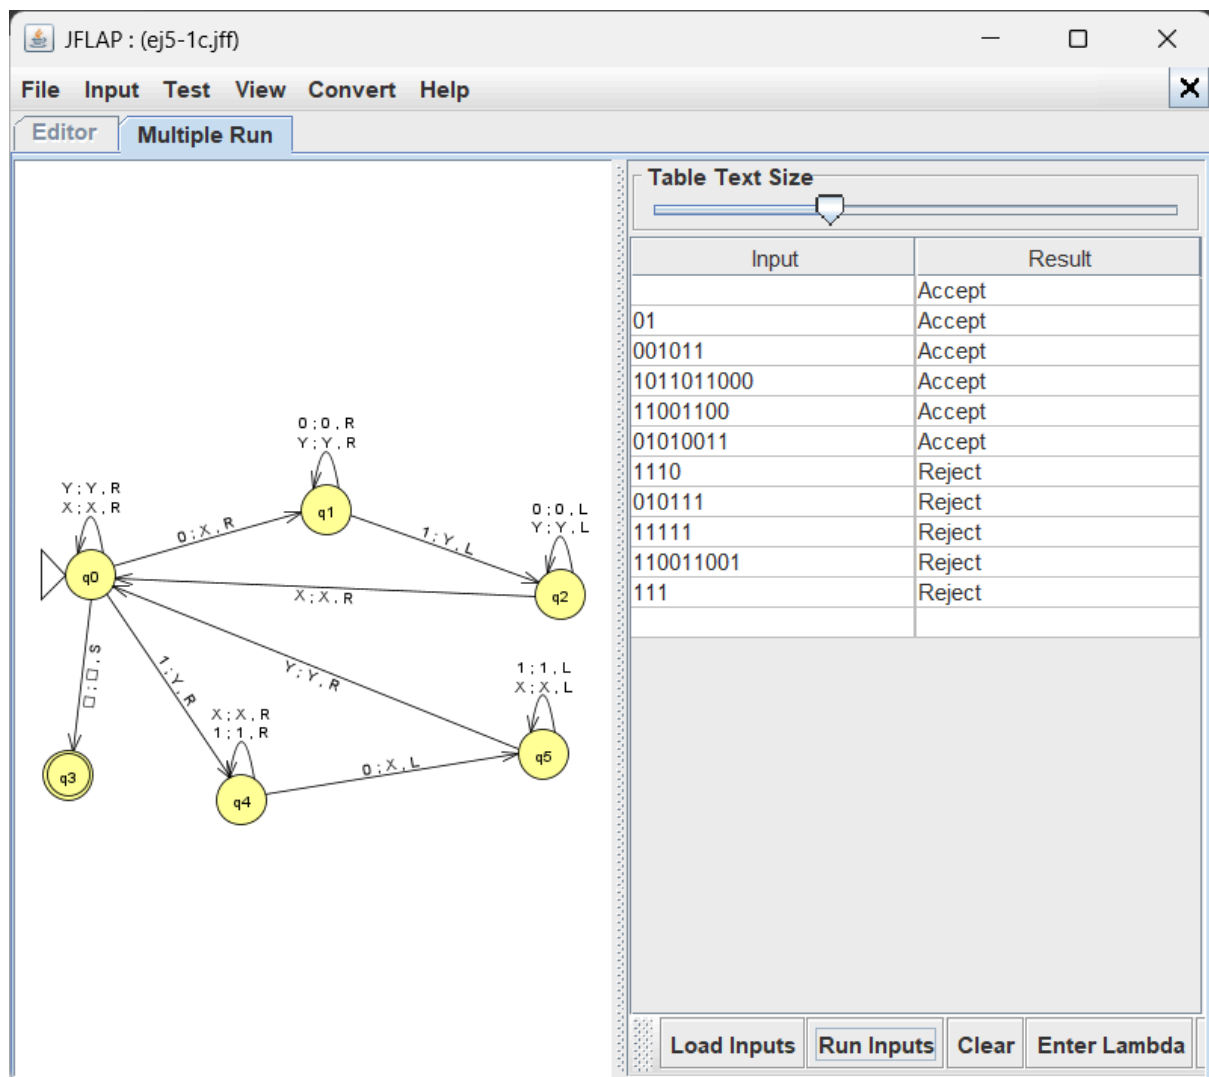 JFLAP : (ej5-1c.jff)
File Input Test View Convert Help
Editor Multiple Run
Table Text Size
Input Result
Accept
01 Accept
001011 Accept
1011011000 Accept
11001100 Accept
01010011 Accept
1110 Reject
010111 Reject
11111 Reject
110011001 Reject
111 Reject
0 ; 0 , R
Y ; Y , R
q1
Y ; Y , R
X ; X , R
q0
0 ; X , R
1 ; Y , L
0 ; 0 , L
Y ; Y , L
q2
X ; X , R
□ ; □ , S
q3
1 ; Y , R
Y ; Y , R
X ; X , R
1 ; 1 , R
q4
0 ; X , L
1 ; 1 , L
X ; X , L
q5
Load Inputs Run Inputs Clear Enter Lambda